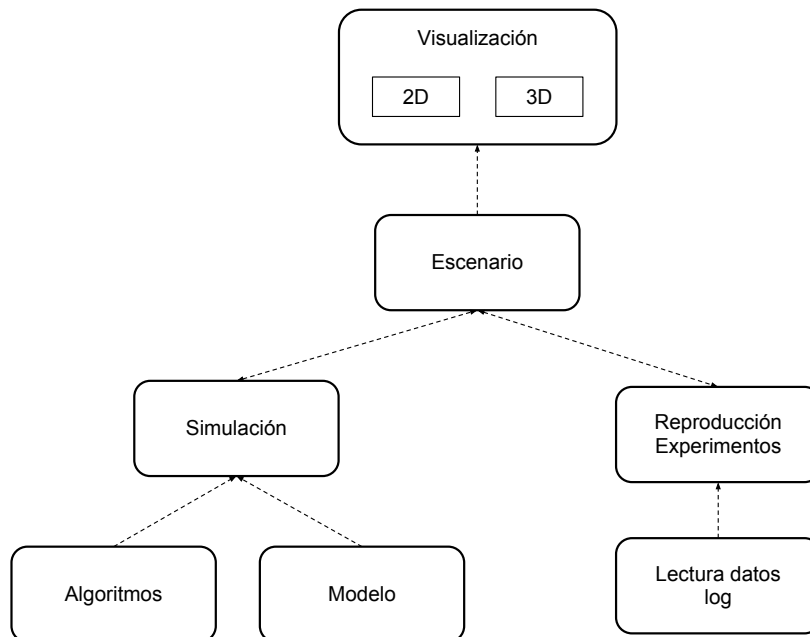 Visualización
2D
3D
Escenario
Simulación
Reproducción
Experimentos
Algoritmos
Modelo
Lectura datos
log